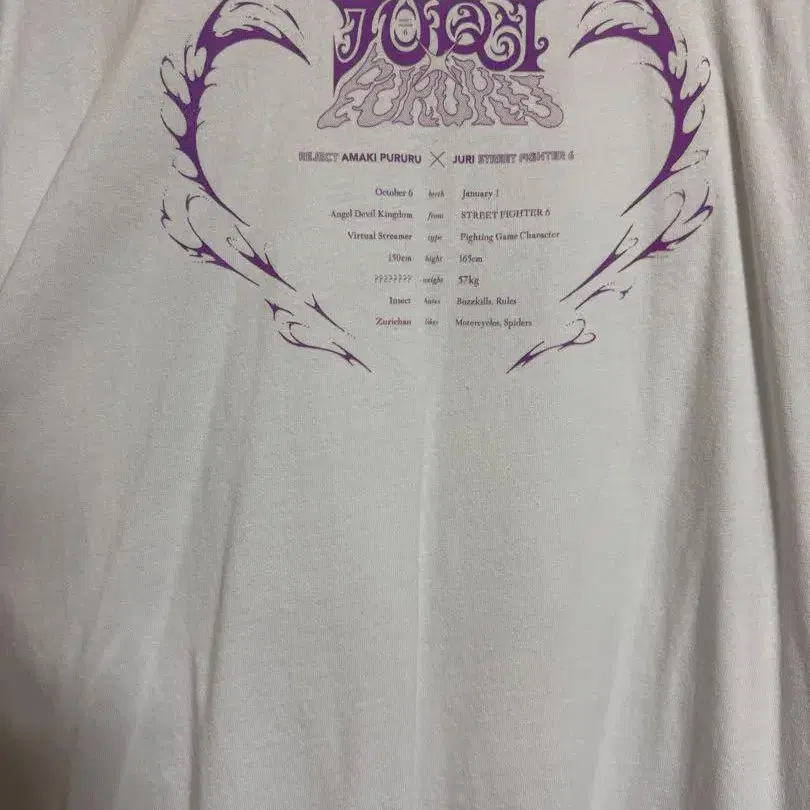 JURI
PURURU
REJECT AMAKI PURURU × JURI STREET FIGHTER 6
October 6 birth January 1
Angel Devil Kingdom from STREET FIGHTER 6
Virtual Streamer type Fighting Game Character
150cm hight 165cm
???????? weight 57kg
Insect hates Buzzkills, Rules
Zurichan likes Motorcycles, Spiders